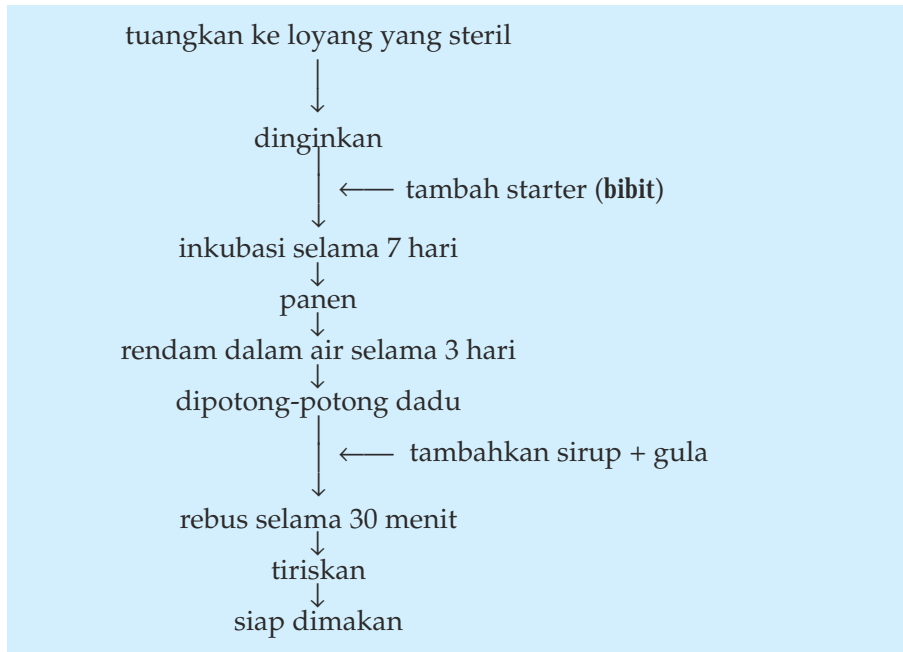 tuangkan ke loyang yang steril
dinginkan
tambah starter (bibit)
inkubasi selama 7 hari
panen
rendam dalam air selama 3 hari
dipotong-potong dadu
tambahkan sirup + gula
rebus selama 30 menit
tiriskan
siap dimakan